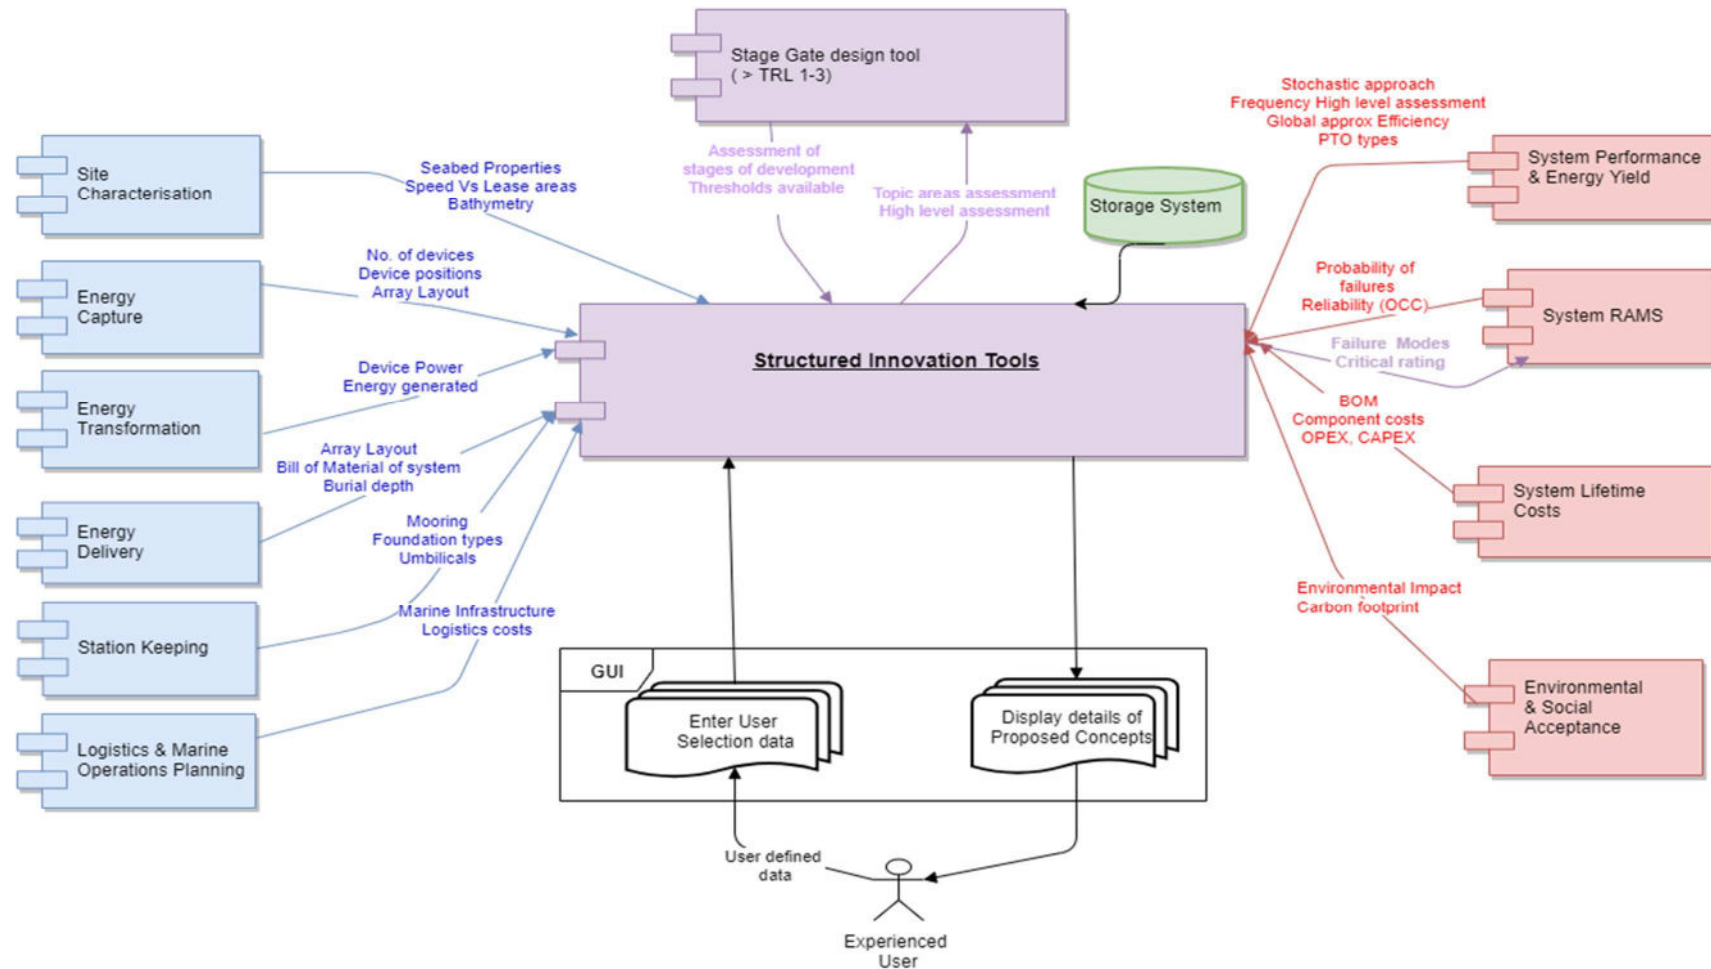 Stage Gate design tool
( > TRL 1-3)
Site
Characterisation
Seabed Properties
Speed Vs Lease areas
Bathymetry
Assessment of
stages of development
Thresholds available
Topic areas assessment
High level assessment
Storage System
Stochastic approach
Frequency High level assessment
Global approx Efficiency
PTO types
System Performance
& Energy Yield
Energy
Capture
No. of devices
Device positions
Array Layout
Probability of
failures
Reliability (OCC)
System RAMS
Failure Modes
Critical rating
Structured Innovation Tools
Energy
Transformation
Device Power
Energy generated
BOM
Component costs
OPEX, CAPEX
System Lifetime
Costs
Energy
Delivery
Array Layout
Bill of Material of system
Burial depth
Station Keeping
Mooring
Foundation types
Umbilicals
Logistics & Marine
Operations Planning
Marine Infrastructure
Logistics costs
Environmental Impact
Carbon footprint
Environmental
& Social
Acceptance
GUI
Enter User
Selection data
Display details of
Proposed Concepts
User defined
data
Experienced
User